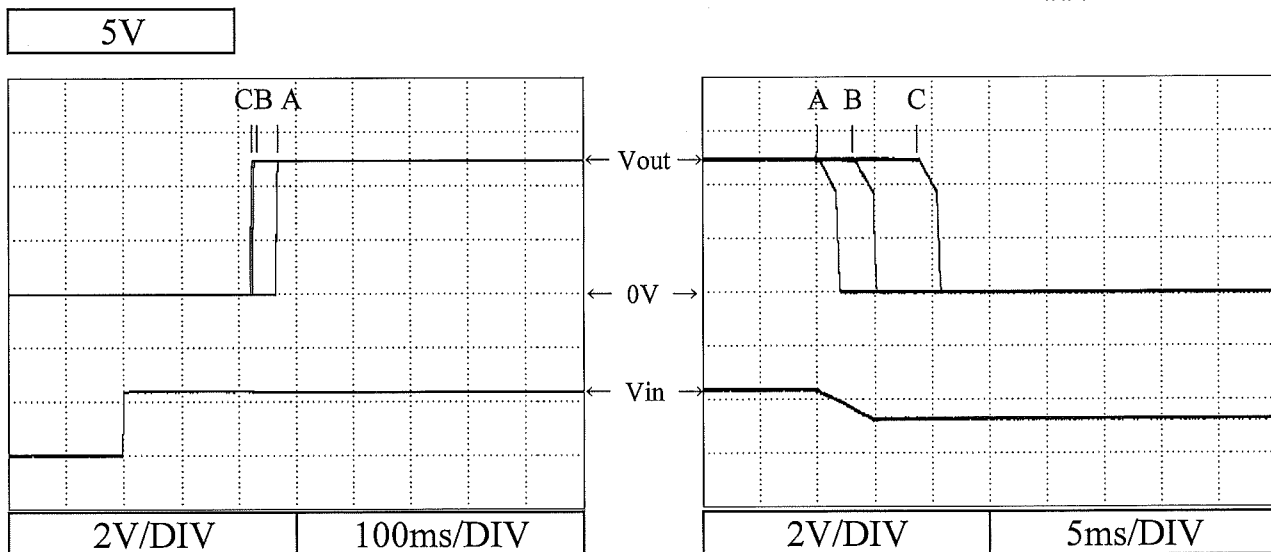 5V
CB A
A B C
← Vout →
← 0V →
← Vin →
2V/DIV 100ms/DIV
2V/DIV 5ms/DIV